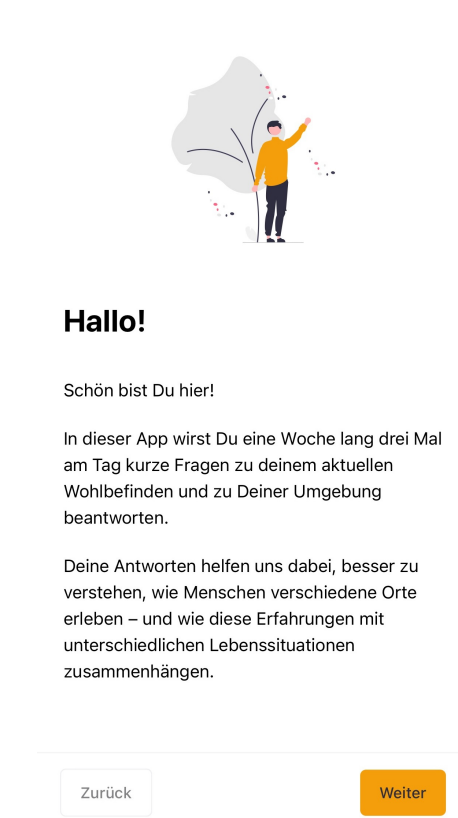 Hallo!
Schön bist Du hier!
In dieser App wirst Du eine Woche lang drei Mal
am Tag kurze Fragen zu deinem aktuellen
Wohlbefinden und zu Deiner Umgebung
beantworten.
Deine Antworten helfen uns dabei, besser zu
verstehen, wie Menschen verschiedene Orte
erleben – und wie diese Erfahrungen mit
unterschiedlichen Lebenssituationen
zusammenhängen.
Zurück
Weiter